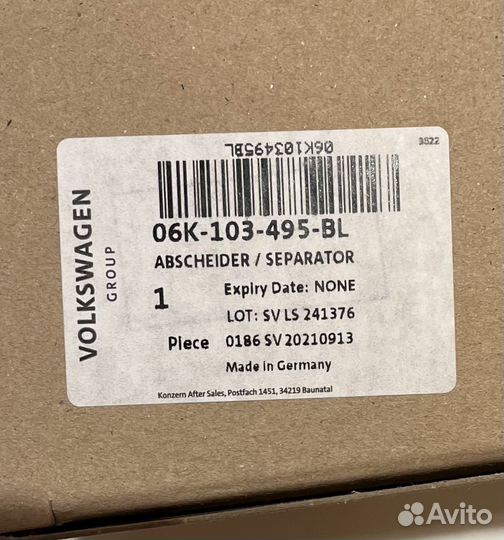 06K103495BL
3822
VOLKSWAGEN
GROUP
06K-103-495-BL
ABSCHEIDER / SEPARATOR
1
Expiry Date: NONE
LOT: SV LS 241376
Piece
0186 SV 20210913
Made in Germany
Konzern After Sales, Postfach 1451, 34219 Baunatal
Avito